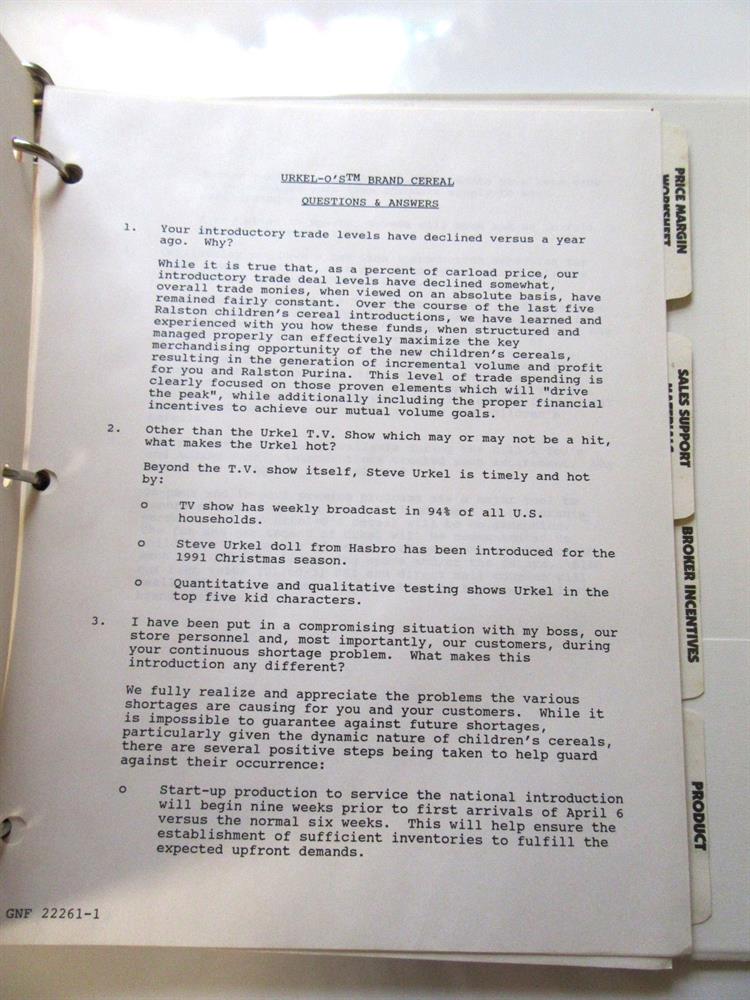 URKEL-O'S™ BRAND CEREAL
QUESTIONS & ANSWERS
1. Your introductory trade levels have declined versus a year
ago. Why?
While it is true that, as a percent of carload price, our
introductory trade deal levels have declined somewhat,
overall trade monies, when viewed on an absolute basis, have
remained fairly constant. Over the course of the last five
Ralston children's cereal introductions, we have learned and
experienced with you how these funds, when structured and
managed properly can effectively maximize the key
merchandising opportunity of the new children's cereals,
resulting in the generation of incremental volume and profit
for you and Ralston Purina. This level of trade spending is
clearly focused on those proven elements which will "drive
the peak", while additionally including the proper financial
incentives to achieve our mutual volume goals.
2. Other than the Urkel T.V. Show which may or may not be a hit,
what makes the Urkel hot?
Beyond the T.V. show itself, Steve Urkel is timely and hot
by:
o TV show has weekly broadcast in 94% of all U.S.
households.
o Steve Urkel doll from Hasbro has been introduced for the
1991 Christmas season.
o Quantitative and qualitative testing shows Urkel in the
top five kid characters.
3. I have been put in a compromising situation with my boss, our
store personnel and, most importantly, our customers, during
your continuous shortage problem. What makes this
introduction any different?
We fully realize and appreciate the problems the various
shortages are causing for you and your customers. While it
is impossible to guarantee against future shortages,
particularly given the dynamic nature of children's cereals,
there are several positive steps being taken to help guard
against their occurrence:
o Start-up production to service the national introduction
will begin nine weeks prior to first arrivals of April 6
versus the normal six weeks. This will help ensure the
establishment of sufficient inventories to fulfill the
expected upfront demands.
GNF 22261-1
PRICE MARGIN
WORKSHEET
SALES SUPPORT
BROKER INCENTIVES
PRODUCT